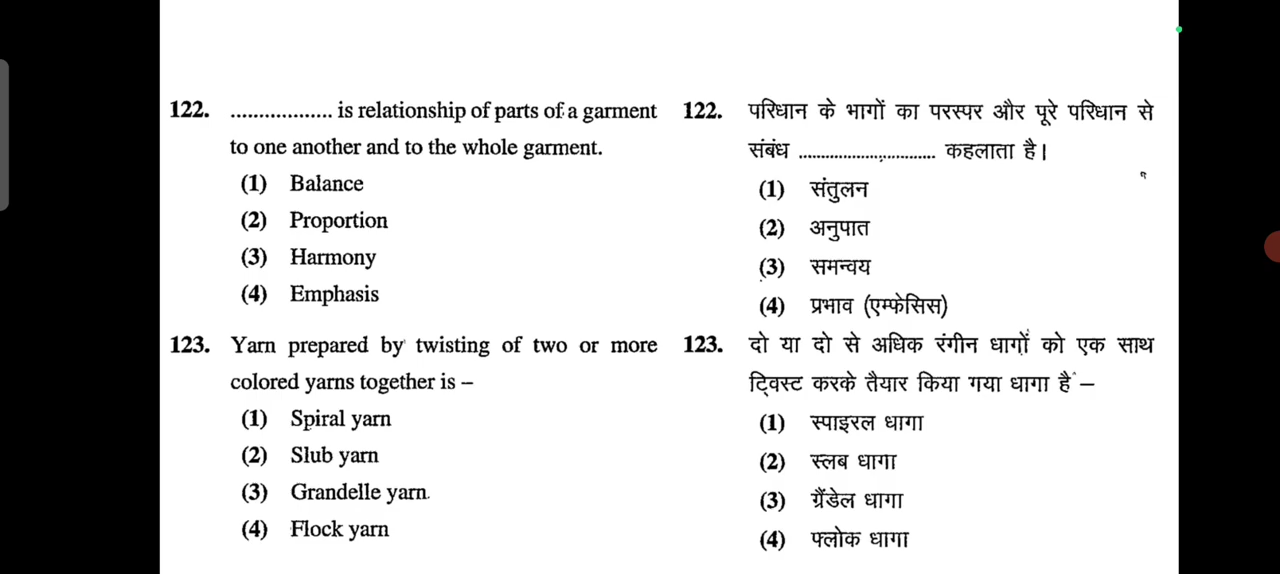 122. .................. is relationship of parts of a garment
to one another and to the whole garment.
(1) Balance
(2) Proportion
(3) Harmony
(4) Emphasis
123. Yarn prepared by twisting of two or more
colored yarns together is –
(1) Spiral yarn
(2) Slub yarn
(3) Grandelle yarn
(4) Flock yarn
122. परिधान के भागों का परस्पर और पूरे परिधान से
संबंध ................................ कहलाता है।
(1) संतुलन
(2) अनुपात
(3) समन्वय
(4) प्रभाव (एम्फेसिस)
123. दो या दो से अधिक रंगीन धागों को एक साथ
ट्विस्ट करके तैयार किया गया धागा है –
(1) स्पाइरल धागा
(2) स्लब धागा
(3) ग्रैंडेल धागा
(4) फ्लोक धागा